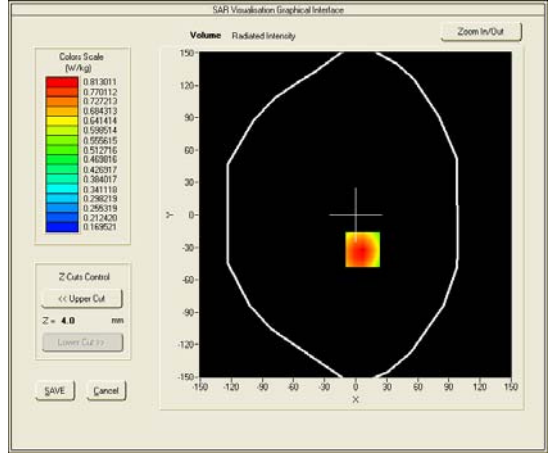 SAR Visualisation Graphical Interface
Volume Radiated Intensity
Zoom In/Out
Colors Scale
(W/kg)
0.813011
0.770112
0.727213
0.684313
0.641414
0.598514
0.555615
0.512716
0.469816
0.426917
0.384017
0.341118
0.298219
0.255319
0.212420
0.169521
Z Cuts Control
<< Upper Cut
Z = 4.0 mm
Lower Cut >>
SAVE
Cancel
150
120
90
60
30
0
-30
-60
-90
-120
-150
Y
-150 -120 -90 -60 -30 0 30 60 90 120 150
X